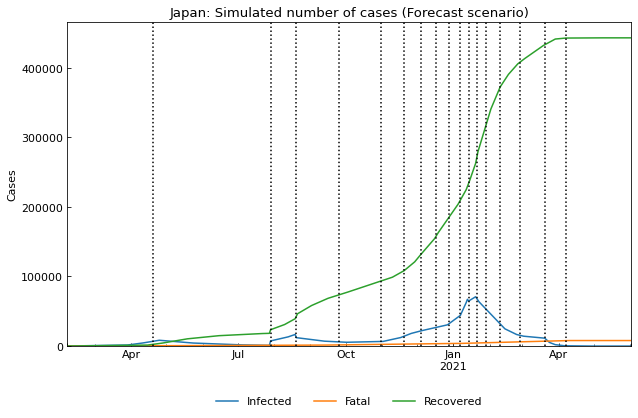 Japan: Simulated number of cases (Forecast scenario)
400000
300000
200000
100000
0
Cases
Apr
Jul
Oct
Jan
2021
Apr
Infected
Fatal
Recovered